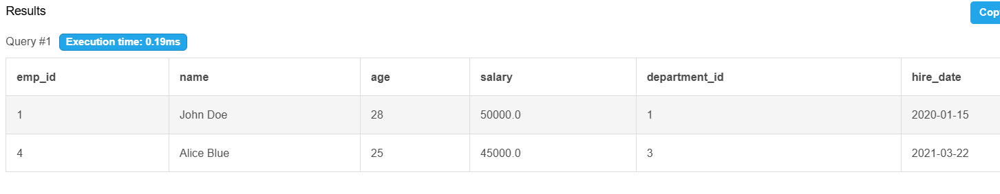 Results
Cop
Query #1 Execution time: 0.19ms
emp_id name age salary department_id hire_date
1 John Doe 28 50000.0 1 2020-01-15
4 Alice Blue 25 45000.0 3 2021-03-22